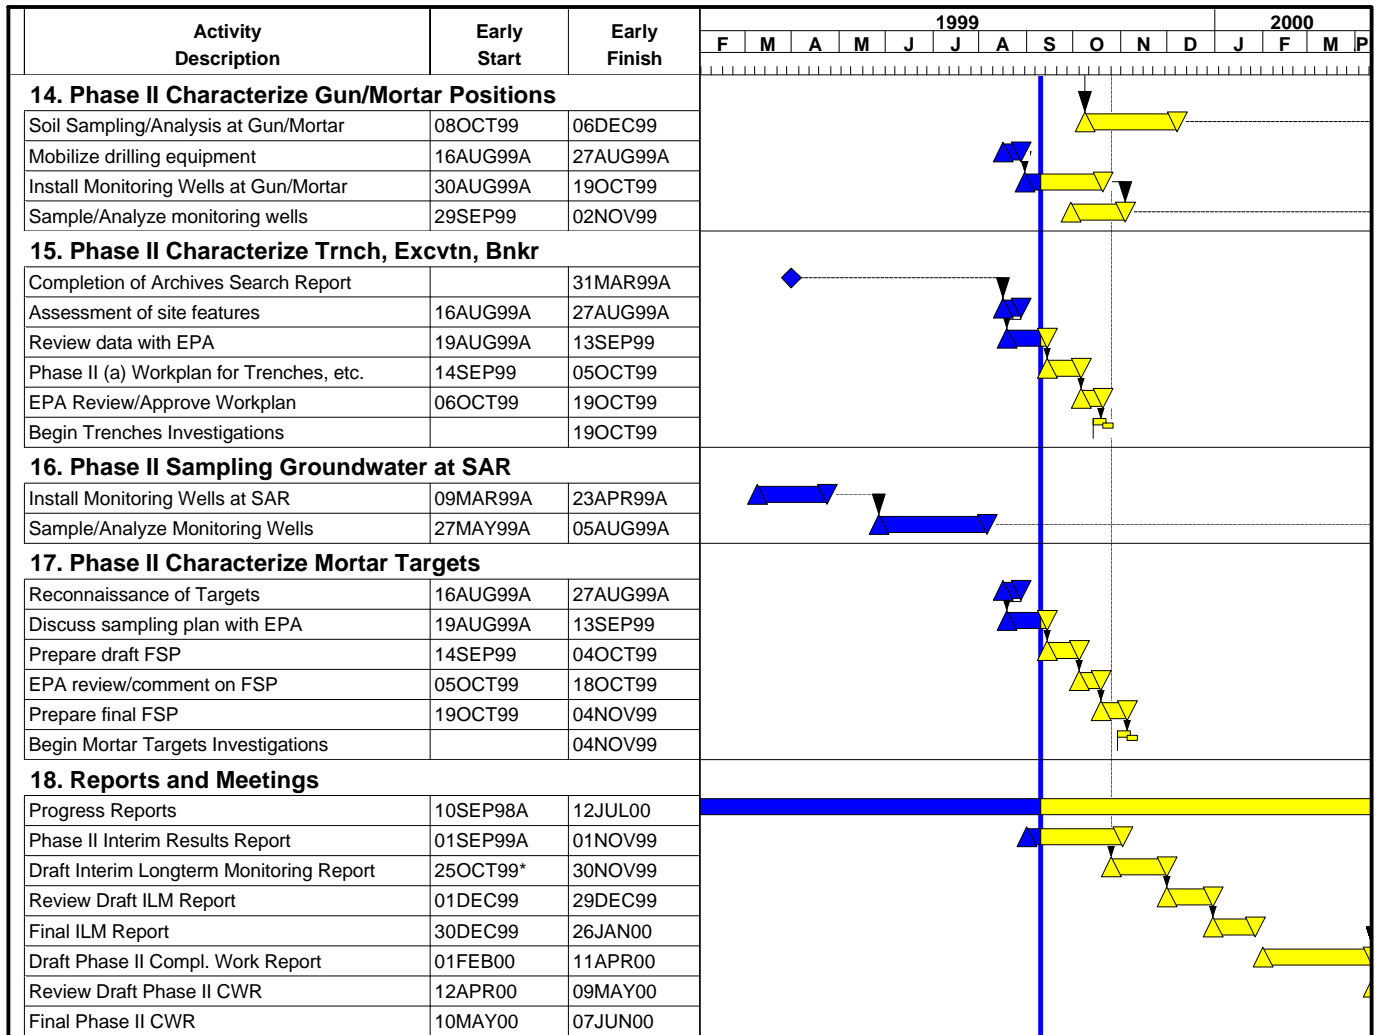 Activity Description Early Start Early Finish
1999 2000
F M A M J J A S O N D J F M P
14. Phase II Characterize Gun/Mortar Positions
Soil Sampling/Analysis at Gun/Mortar 08OCT99 06DEC99
Mobilize drilling equipment 16AUG99A 27AUG99A
Install Monitoring Wells at Gun/Mortar 30AUG99A 19OCT99
Sample/Analyze monitoring wells 29SEP99 02NOV99
15. Phase II Characterize Trnch, Excvtn, Bnkr
Completion of Archives Search Report 31MAR99A
Assessment of site features 16AUG99A 27AUG99A
Review data with EPA 19AUG99A 13SEP99
Phase II (a) Workplan for Trenches, etc. 14SEP99 05OCT99
EPA Review/Approve Workplan 06OCT99 19OCT99
Begin Trenches Investigations 19OCT99
16. Phase II Sampling Groundwater at SAR
Install Monitoring Wells at SAR 09MAR99A 23APR99A
Sample/Analyze Monitoring Wells 27MAY99A 05AUG99A
17. Phase II Characterize Mortar Targets
Reconnaissance of Targets 16AUG99A 27AUG99A
Discuss sampling plan with EPA 19AUG99A 13SEP99
Prepare draft FSP 14SEP99 04OCT99
EPA review/comment on FSP 05OCT99 18OCT99
Prepare final FSP 19OCT99 04NOV99
Begin Mortar Targets Investigations 04NOV99
18. Reports and Meetings
Progress Reports 10SEP98A 12JUL00
Phase II Interim Results Report 01SEP99A 01NOV99
Draft Interim Longterm Monitoring Report 25OCT99* 30NOV99
Review Draft ILM Report 01DEC99 29DEC99
Final ILM Report 30DEC99 26JAN00
Draft Phase II Compl. Work Report 01FEB00 11APR00
Review Draft Phase II CWR 12APR00 09MAY00
Final Phase II CWR 10MAY00 07JUN00